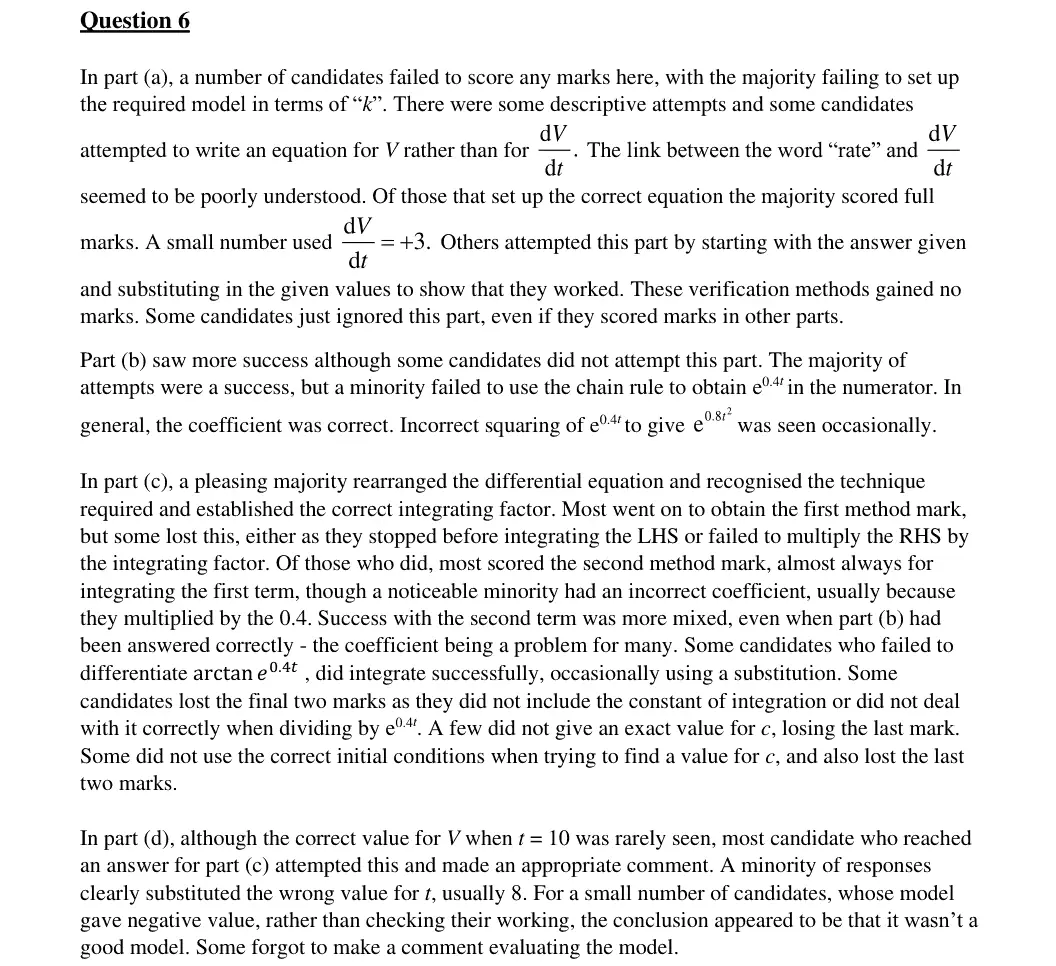 Question 6
In part (a), a number of candidates failed to score any marks here, with the majority failing to set up
the required model in terms of “k”. There were some descriptive attempts and some candidates
attempted to write an equation for V rather than for dV/dt. The link between the word “rate” and dV/dt
seemed to be poorly understood. Of those that set up the correct equation the majority scored full
marks. A small number used dV/dt = +3. Others attempted this part by starting with the answer given
and substituting in the given values to show that they worked. These verification methods gained no
marks. Some candidates just ignored this part, even if they scored marks in other parts.
Part (b) saw more success although some candidates did not attempt this part. The majority of
attempts were a success, but a minority failed to use the chain rule to obtain e^0.4t in the numerator. In
general, the coefficient was correct. Incorrect squaring of e^0.4t to give e^0.8t² was seen occasionally.
In part (c), a pleasing majority rearranged the differential equation and recognised the technique
required and established the correct integrating factor. Most went on to obtain the first method mark,
but some lost this, either as they stopped before integrating the LHS or failed to multiply the RHS by
the integrating factor. Of those who did, most scored the second method mark, almost always for
integrating the first term, though a noticeable minority had an incorrect coefficient, usually because
they multiplied by the 0.4. Success with the second term was more mixed, even when part (b) had
been answered correctly - the coefficient being a problem for many. Some candidates who failed to
differentiate arctan e^0.4t , did integrate successfully, occasionally using a substitution. Some
candidates lost the final two marks as they did not include the constant of integration or did not deal
with it correctly when dividing by e^0.4t. A few did not give an exact value for c, losing the last mark.
Some did not use the correct initial conditions when trying to find a value for c, and also lost the last
two marks.
In part (d), although the correct value for V when t = 10 was rarely seen, most candidate who reached
an answer for part (c) attempted this and made an appropriate comment. A minority of responses
clearly substituted the wrong value for t, usually 8. For a small number of candidates, whose model
gave negative value, rather than checking their working, the conclusion appeared to be that it wasn’t a
good model. Some forgot to make a comment evaluating the model.